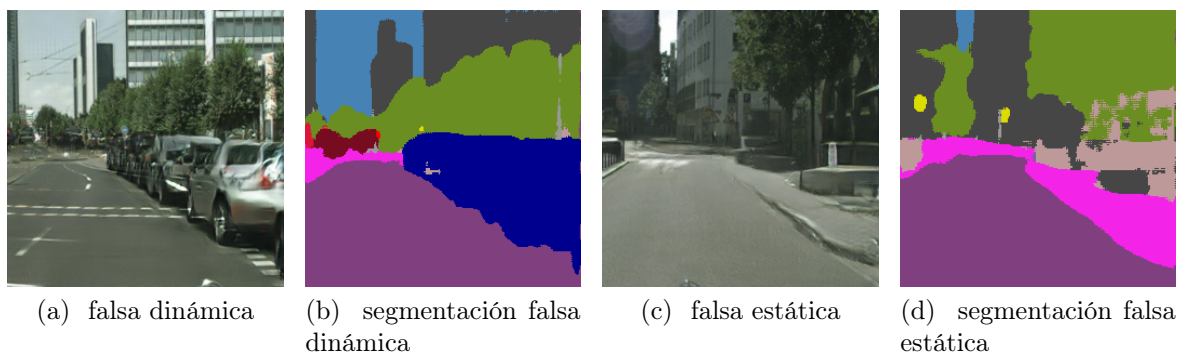 (a) falsa dinámica
(b) segmentación falsa
dinámica
(c) falsa estática
(d) segmentación falsa
estática